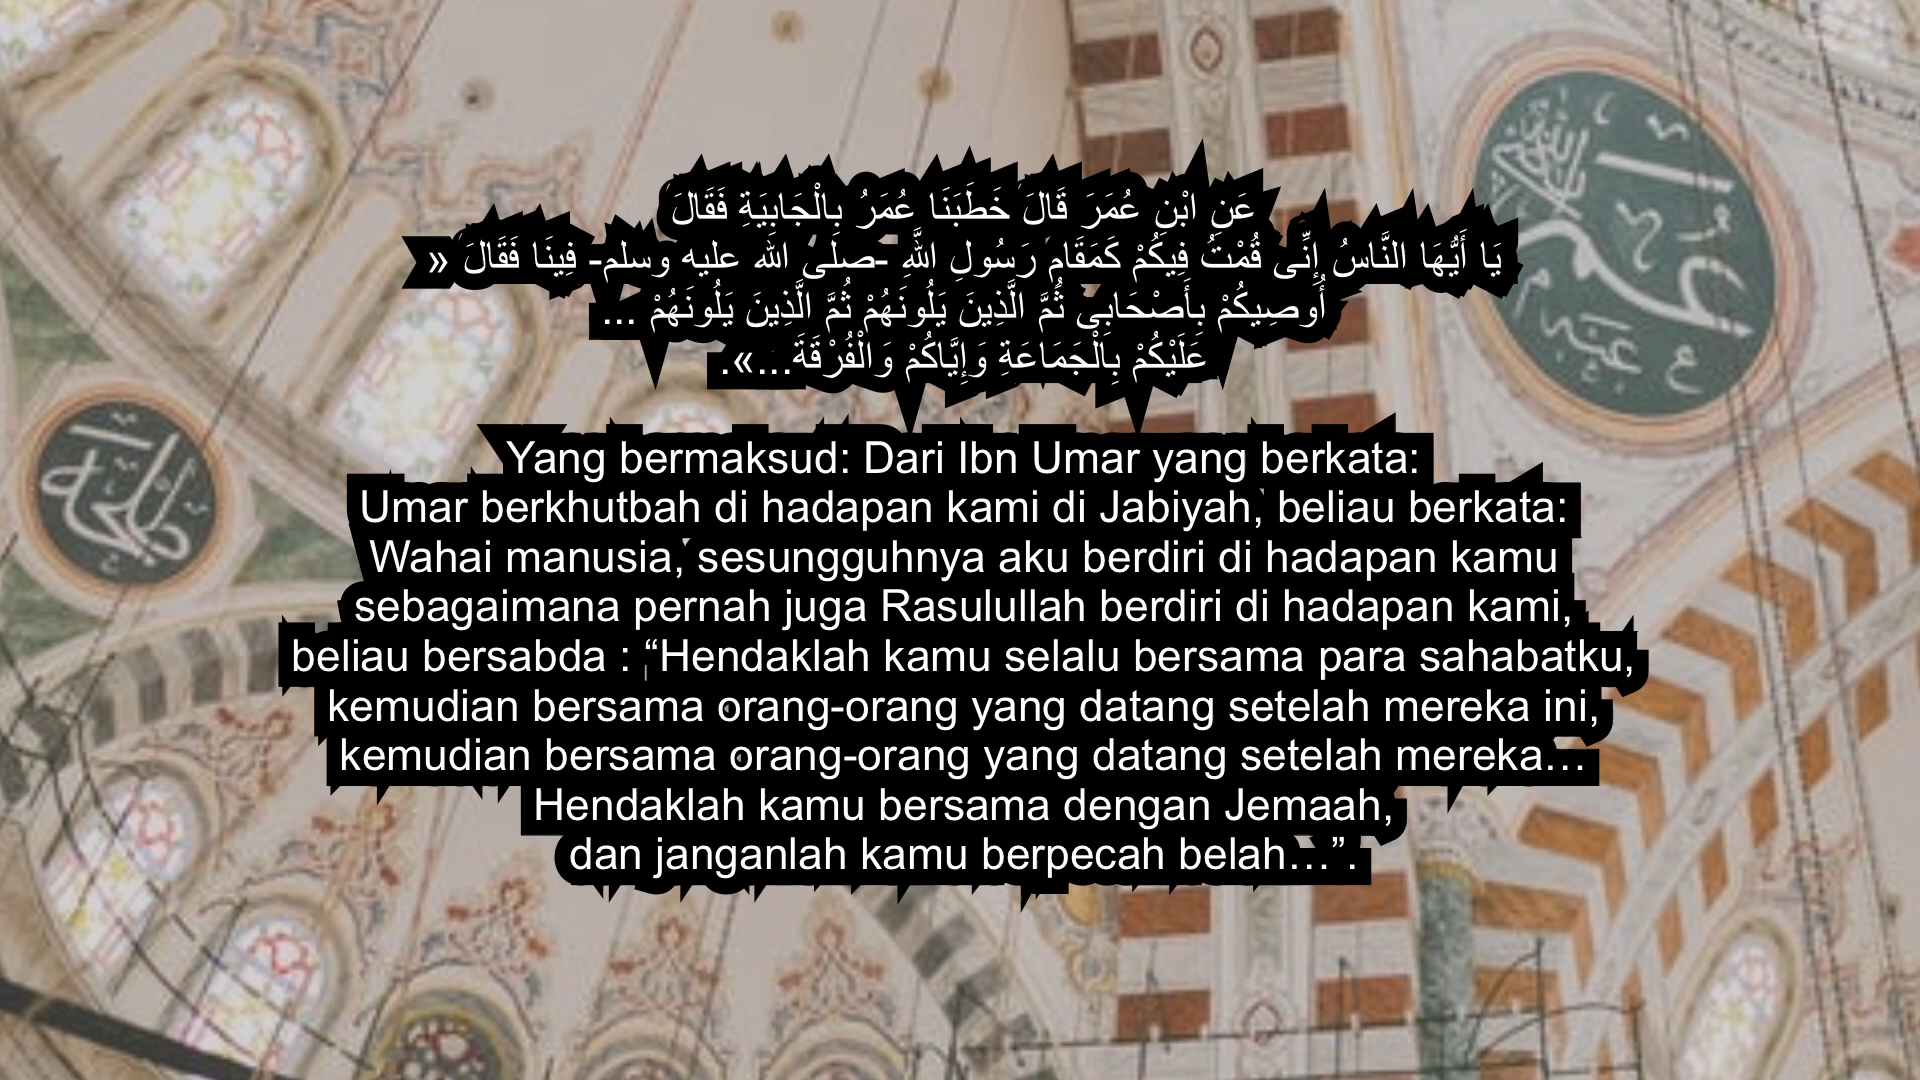 عَنِ ابْنِ عُمَرَ قَالَ خَطَبَنَا عُمَرُ بِالْجَابِيَةِ فَقَالَ
يَا أَيُّهَا النَّاسُ إِنِّى قُمْتُ فِيكُمْ كَمَقَامِ رَسُولِ اللَّهِ -صلى الله عليه وسلم- فِينَا فَقَالَ «
أُوصِيكُمْ بِأَصْحَابِى ثُمَّ الَّذِينَ يَلُونَهُمْ ثُمَّ الَّذِينَ يَلُونَهُمْ ...
عَلَيْكُمْ بِالْجَمَاعَةِ وَإِيَّاكُمْ وَالْفُرْقَةَ...».
Yang bermaksud: Dari Ibn Umar yang berkata:
Umar berkhutbah di hadapan kami di Jabiyah, beliau berkata:
Wahai manusia, sesungguhnya aku berdiri di hadapan kamu
sebagaimana pernah juga Rasulullah berdiri di hadapan kami,
beliau bersabda : “Hendaklah kamu selalu bersama para sahabatku,
kemudian bersama orang-orang yang datang setelah mereka ini,
kemudian bersama orang-orang yang datang setelah mereka…
Hendaklah kamu bersama dengan Jemaah,
dan janganlah kamu berpecah belah…”.
عمر
طلحة